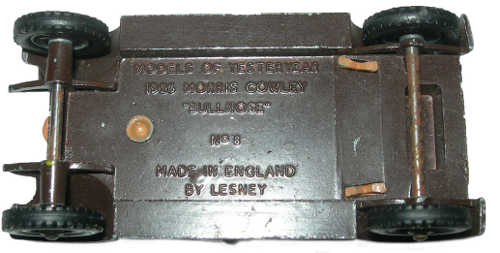 MODELS OF YESTERYEAR
1926 MORRIS COWLEY
"BULLNOSE"
Nº 8
MADE IN ENGLAND
BY LESNEY